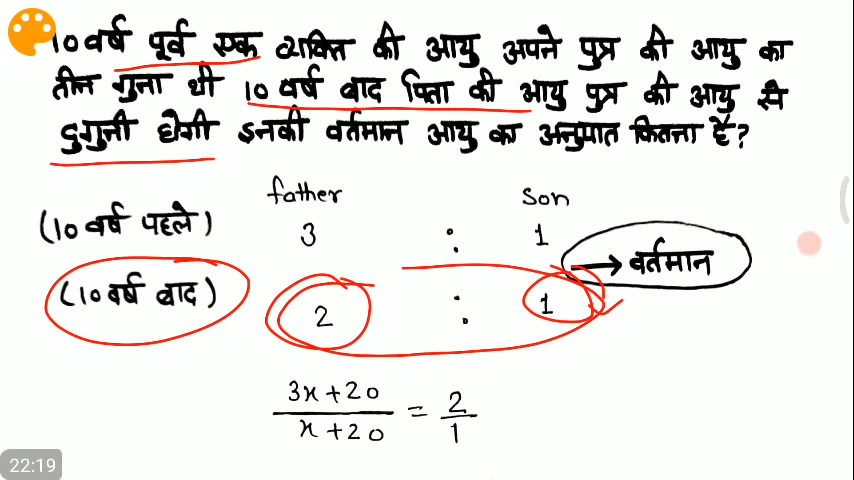 10 वर्ष पूर्व एक व्यक्ति की आयु अपने पुत्र की आयु का
तीन गुना थी 10 वर्ष बाद पिता की आयु पुत्र की आयु से
दुगुनी होगी इनकी वर्तमान आयु का अनुपात कितना है?
father son
(10 वर्ष पहले) 3 : 1
→ वर्तमान
(10 वर्ष बाद) 2 : 1
3x+20
x+20
= 2
1
22:19